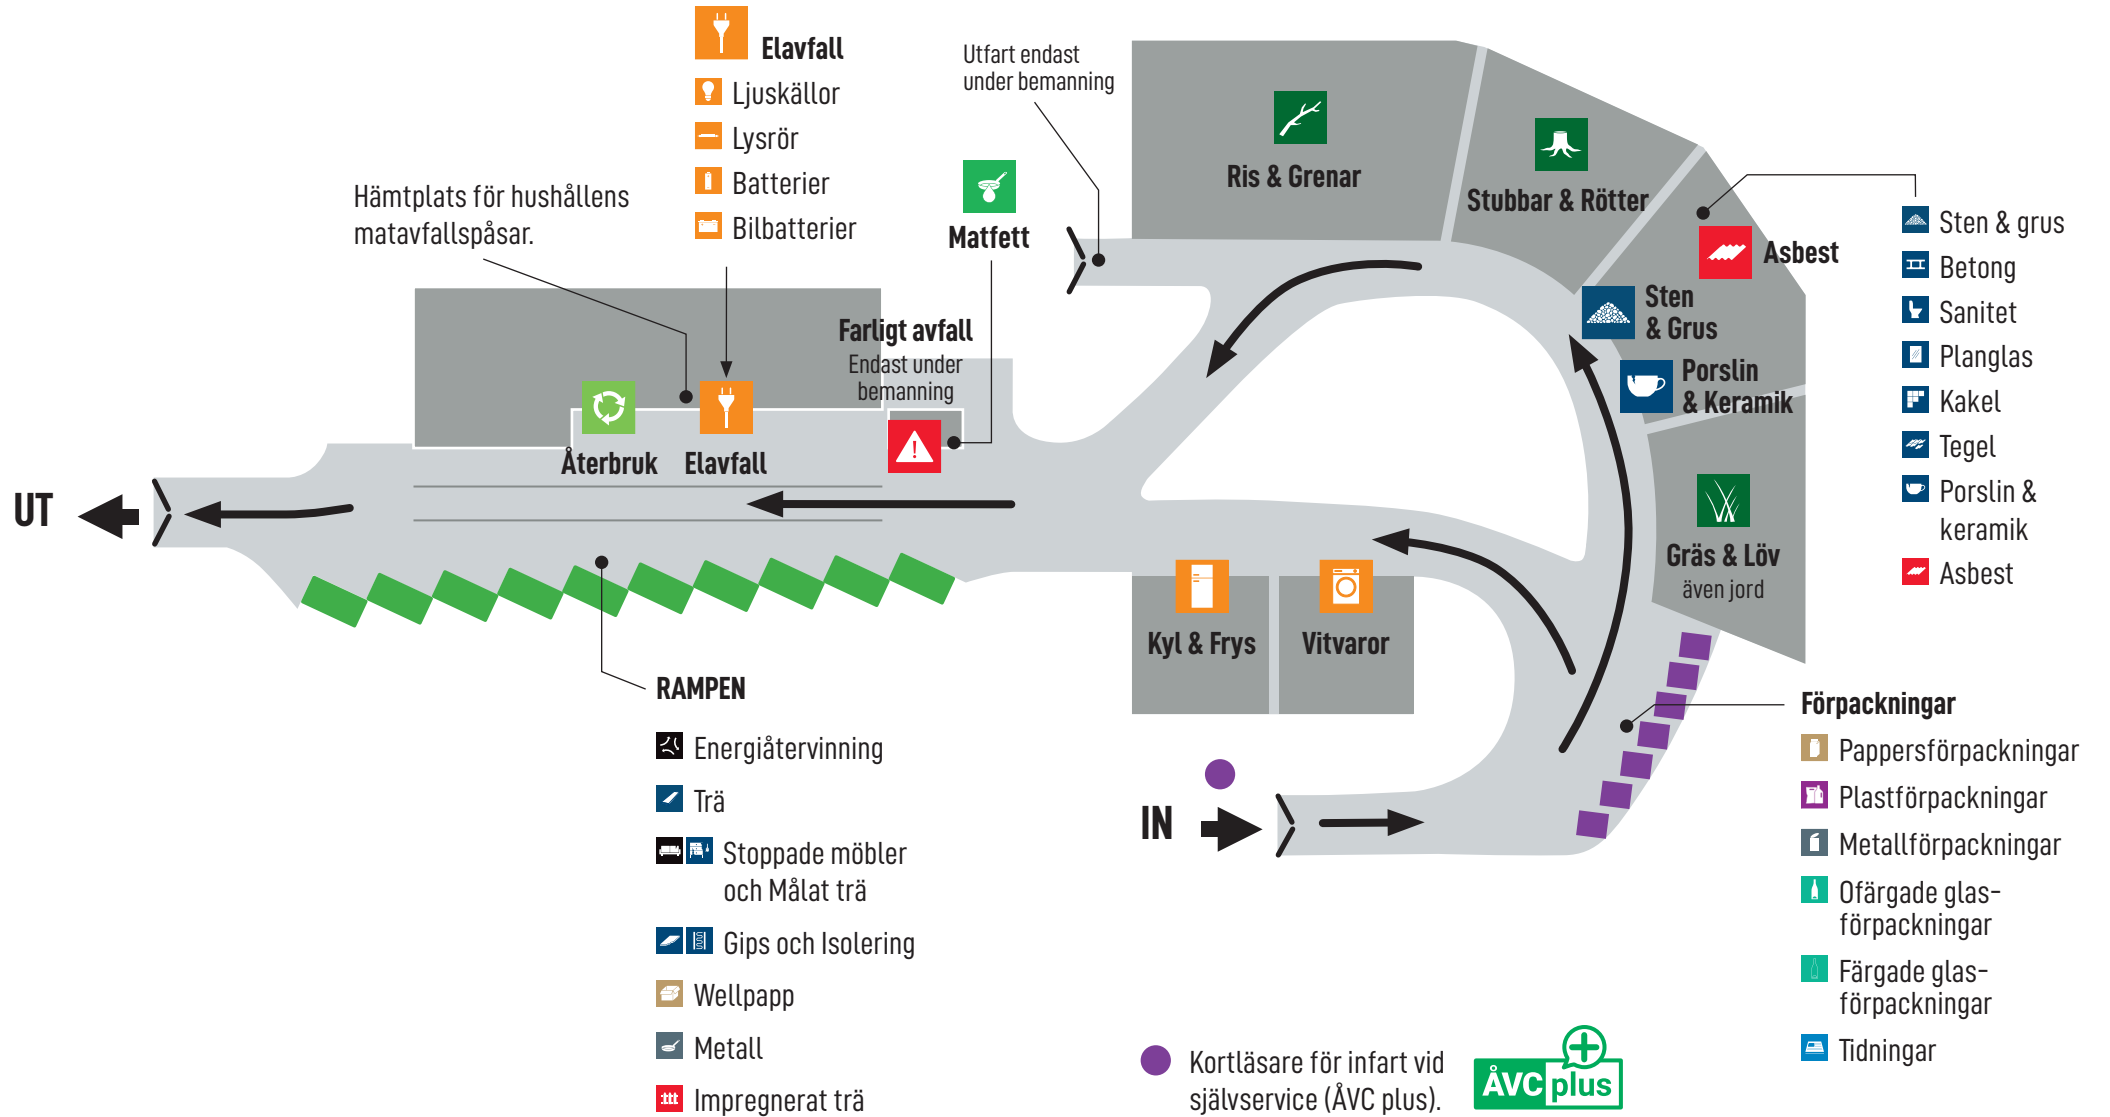 Elavfall
Ljuskällor
Lysrör
Batterier
Bilbatterier
Utfart endast
under bemanning
Hämtplats för hushållens
matavfallspåsar.
Matfett
Ris & Grenar
Stubbar & Rötter
Asbest
Sten
& Grus
Porslin
& Keramik
Gräs & Löv
även jord
Sten & grus
Betong
Sanitet
Planglas
Kakel
Tegel
Porslin &
keramik
Asbest
Farligt avfall
Endast under
bemanning
!
Återbruk
Elavfall
UT
Kyl & Frys
Vitvaror
RAMPEN
Energiåtervinning
Trä
Stoppade möbler
och Målat trä
Gips och Isolering
Wellpapp
Metall
Impregnerat trä
IN
Förpackningar
Pappersförpackningar
Plastförpackningar
Metallförpackningar
Ofärgade glas-
förpackningar
Färgade glas-
förpackningar
Tidningar
Kortläsare för infart vid
självservice (ÅVC plus).
ÅVC plus